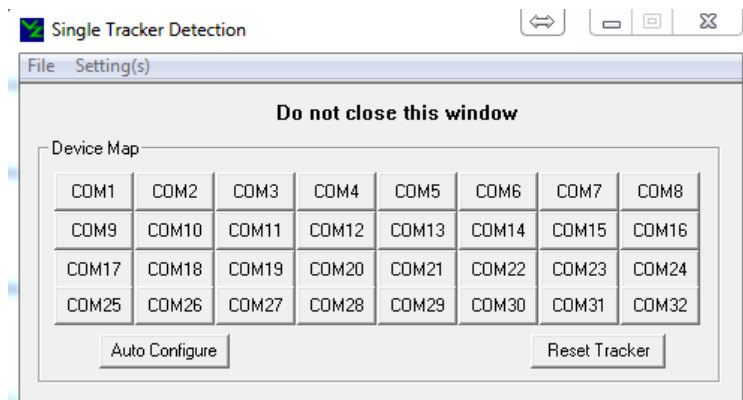 Single Tracker Detection
File Setting(s)
Do not close this window
Device Map
COM1 COM2 COM3 COM4 COM5 COM6 COM7 COM8
COM9 COM10 COM11 COM12 COM13 COM14 COM15 COM16
COM17 COM18 COM19 COM20 COM21 COM22 COM23 COM24
COM25 COM26 COM27 COM28 COM29 COM30 COM31 COM32
Auto Configure Reset Tracker